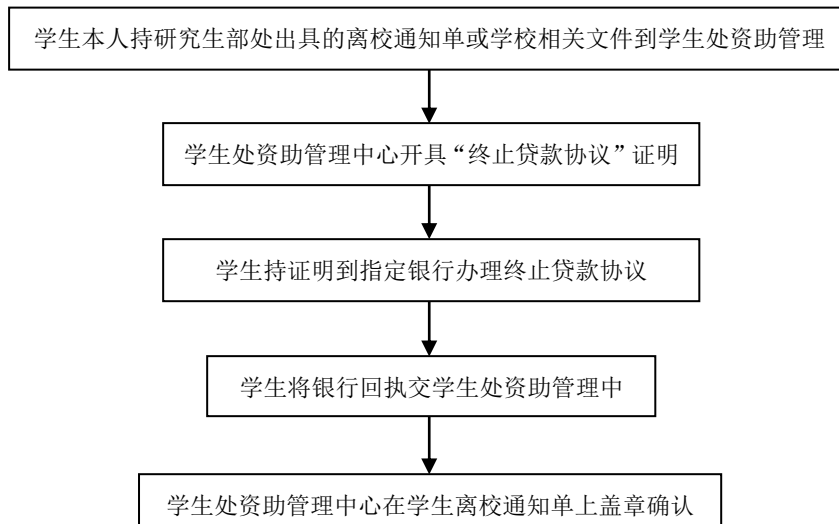 学生本人持研究生部处出具的离校通知单或学校相关文件到学生处资助管理
学生处资助管理中心开具“终止贷款协议”证明
学生持证明到指定银行办理终止贷款协议
学生将银行回执交学生处资助管理中
学生处资助管理中心在学生离校通知单上盖章确认